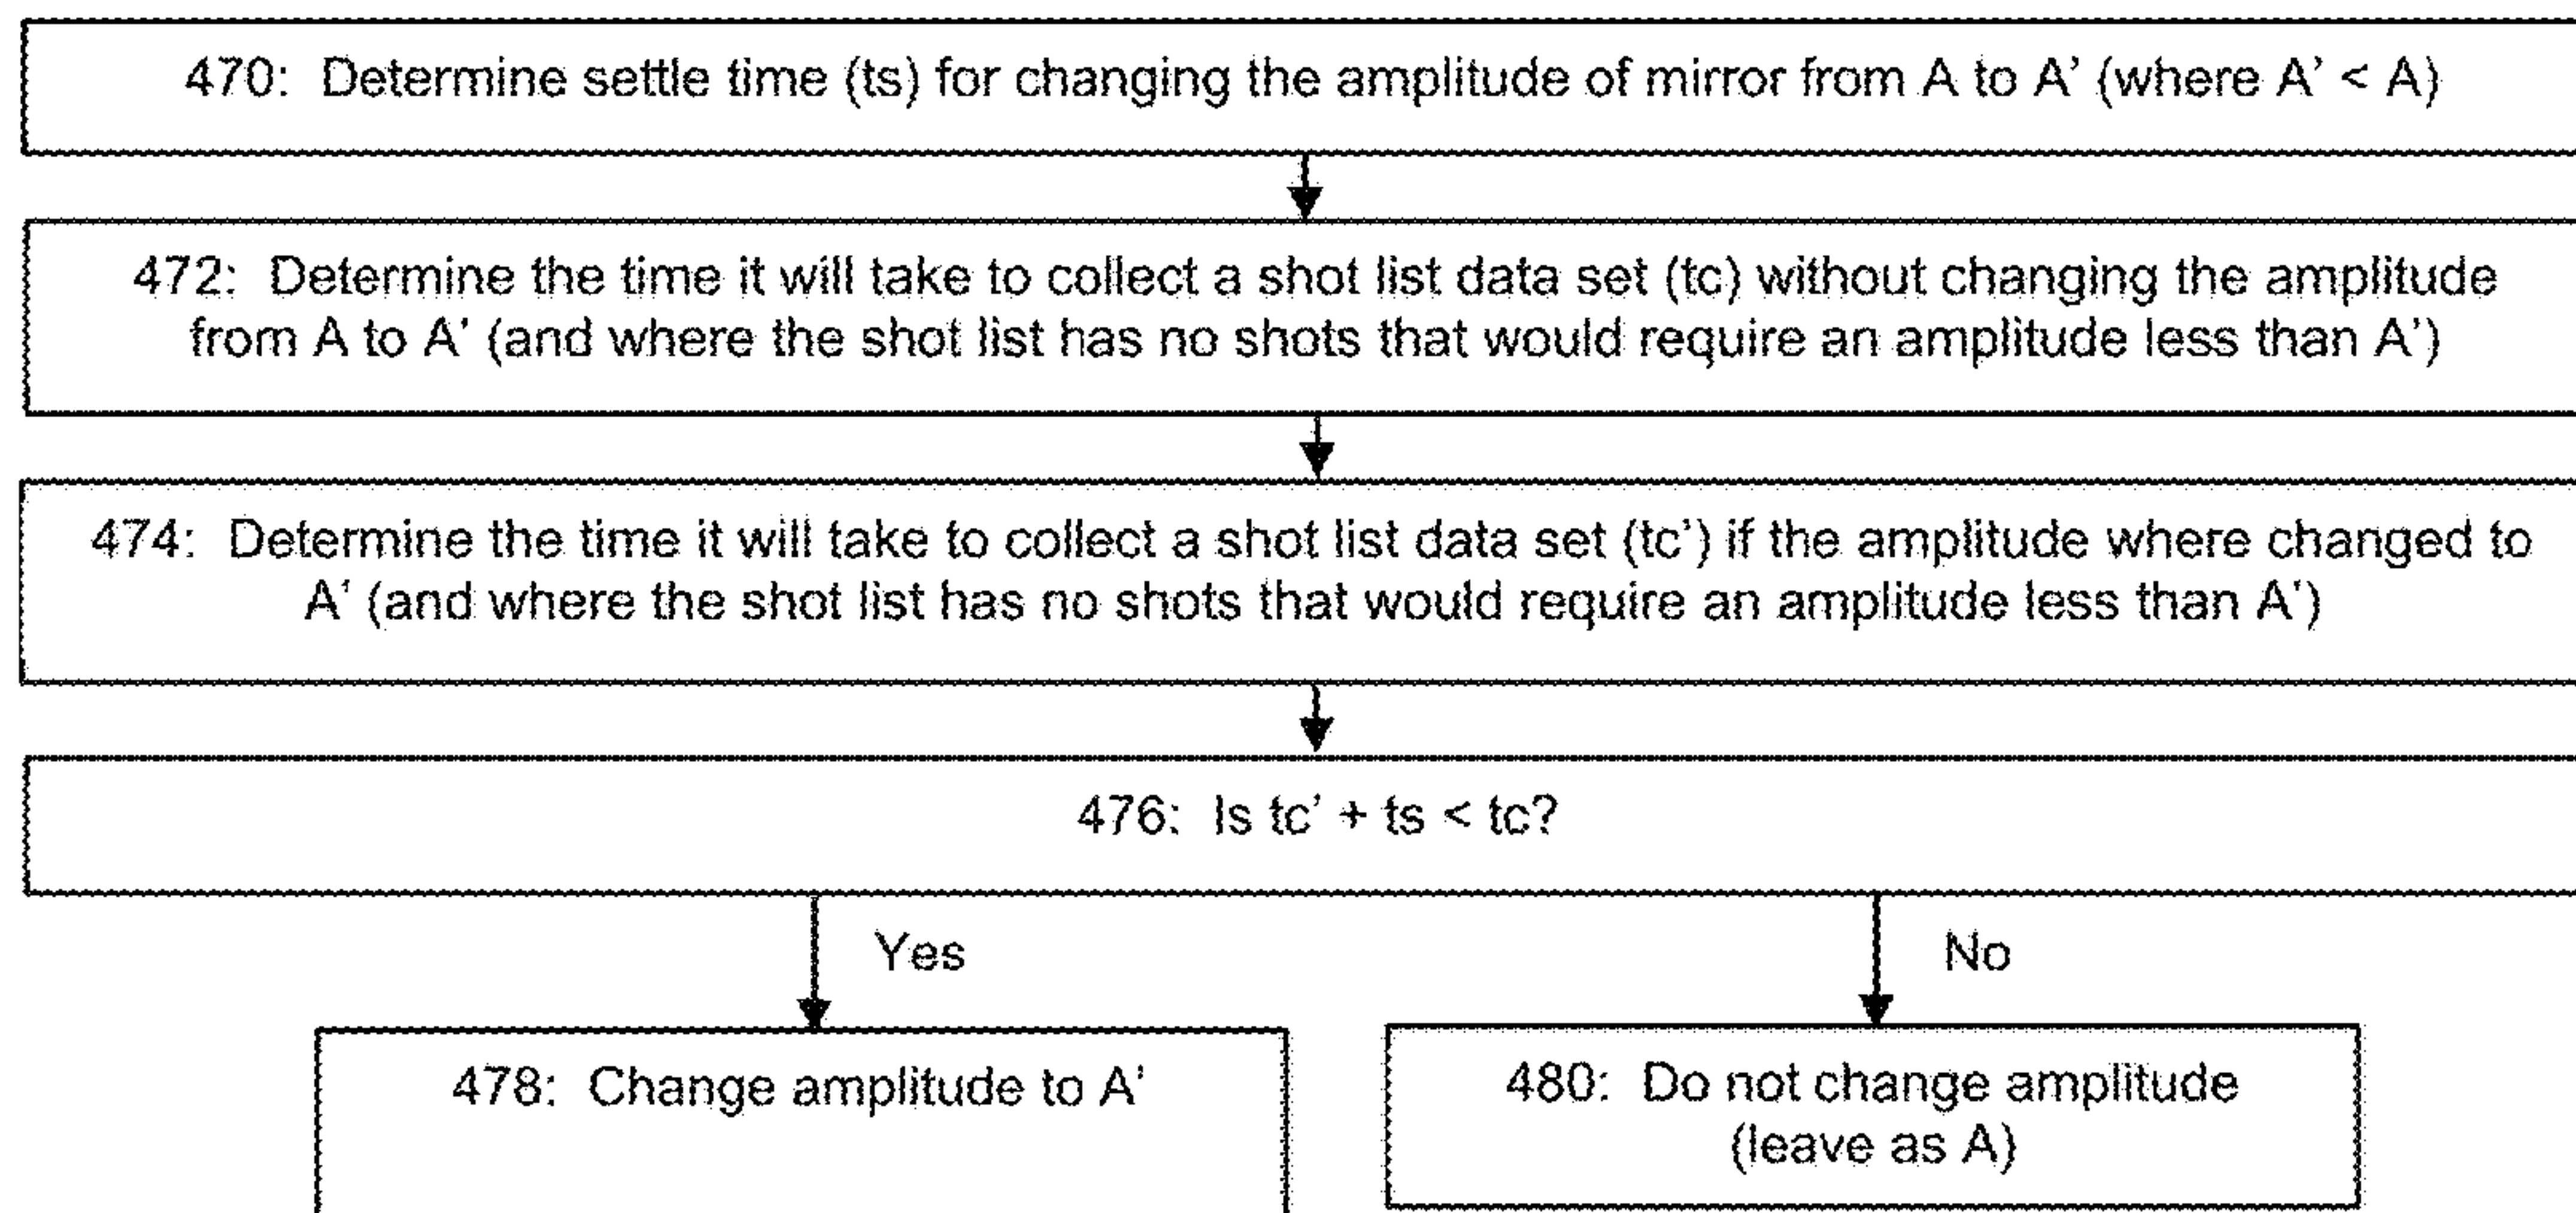 470: Determine settle time (ts) for changing the amplitude of mirror from A to A' (where A' < A)
472: Determine the time it will take to collect a shot list data set (tc) without changing the amplitude
from A to A' (and where the shot list has no shots that would require an amplitude less than A')
474: Determine the time it will take to collect a shot list data set (tc') if the amplitude where changed to
A' (and where the shot list has no shots that would require an amplitude less than A')
476: Is tc' + ts < tc?
Yes
No
478: Change amplitude to A'
480: Do not change amplitude
(leave as A)